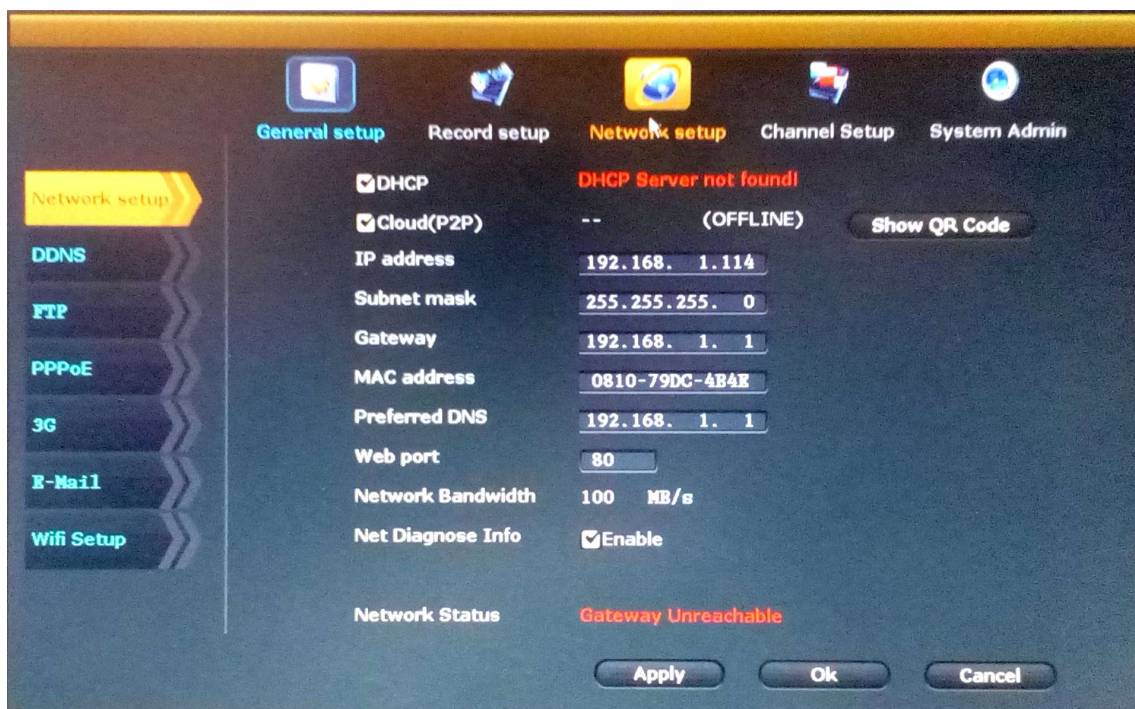 General setup Record setup Network setup Channel Setup System Admin
Network setup
DDNS
FTP
PPPoE
3G
E-Mail
Wifi Setup
DHCP DHCP Server not found!
Cloud(P2P) -- (OFFLINE) Show QR Code
IP address 192.168. 1.114
Subnet mask 255.255.255. 0
Gateway 192.168. 1. 1
MAC address 0810-79DC-4B4E
Preferred DNS 192.168. 1. 1
Web port 80
Network Bandwidth 100 MB/s
Net Diagnose Info Enable
Network Status Gateway Unreachable
Apply Ok Cancel